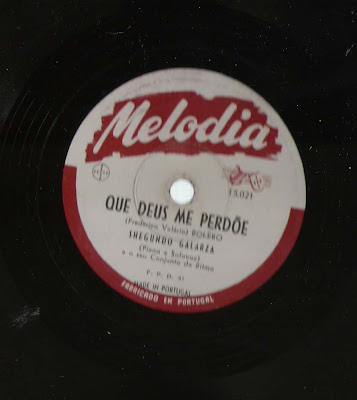 Melodia
15.021
QUE DEUS ME PERDÕE
(Frederico Valério) BOLERO
SHEGUNDO GALARZA
(Piano e Solovox)
e o seu Conjunto de Ritmo
MADE IN PORTUGAL
FABRICADO EM PORTUGAL